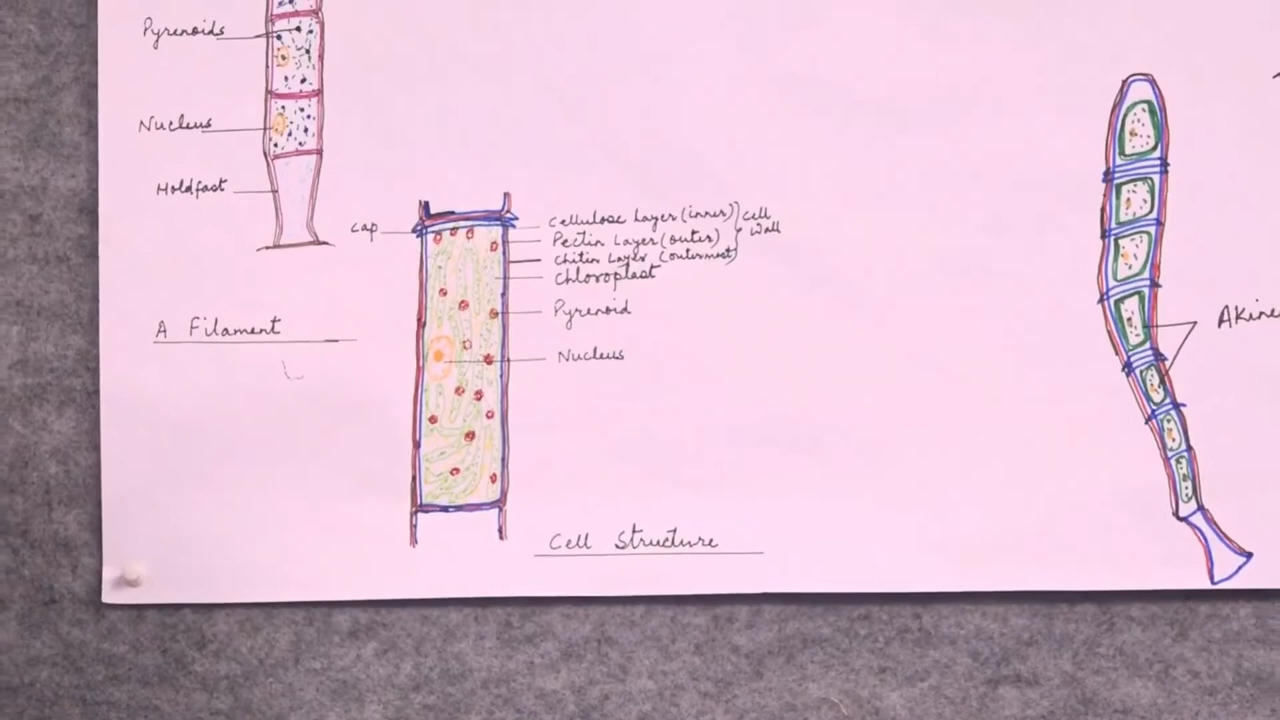 Pyrenoids
Nucleus
Holdfast
A Filament
cap
Cellulose Layer (inner)
Pectin Layer (outer)
Chitin Layer (outermost)
cell
wall
Chloroplast
Pyrenoid
Nucleus
Cell Structure
Akine